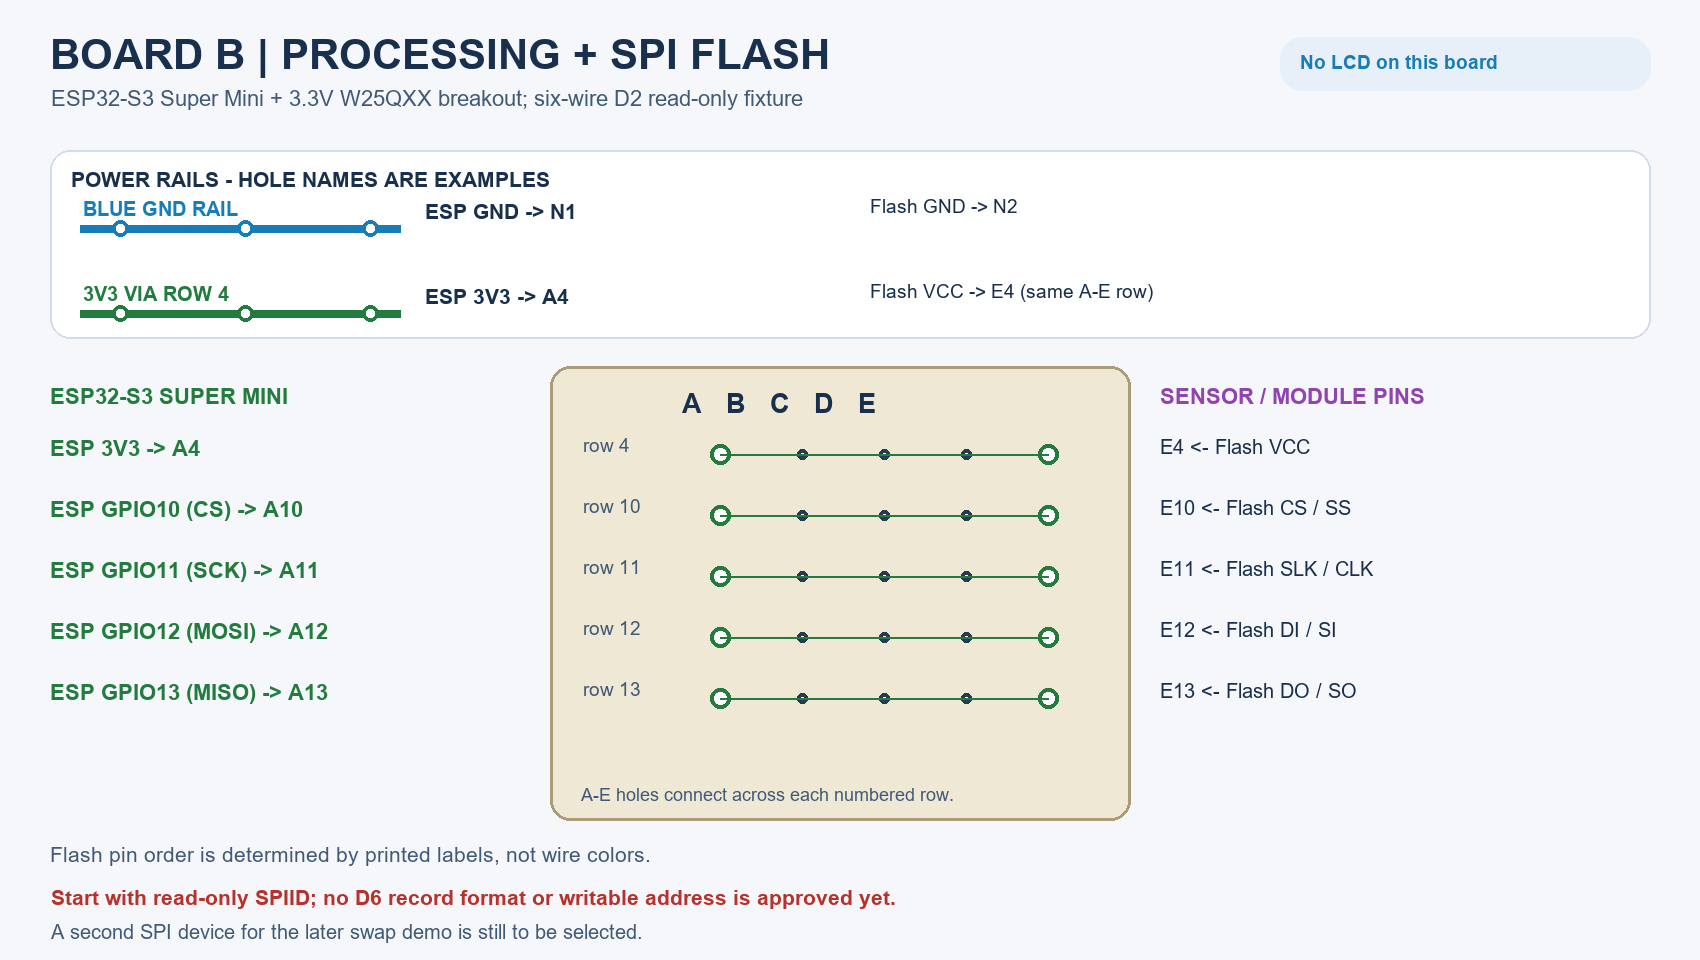 BOARD B | PROCESSING + SPI FLASH
No LCD on this board
ESP32-S3 Super Mini + 3.3V W25QXX breakout; six-wire D2 read-only fixture
POWER RAILS - HOLE NAMES ARE EXAMPLES
BLUE GND RAIL
ESP GND -> N1
Flash GND -> N2
3V3 VIA ROW 4
ESP 3V3 -> A4
Flash VCC -> E4 (same A-E row)
ESP32-S3 SUPER MINI
ESP 3V3 -> A4
ESP GPIO10 (CS) -> A10
ESP GPIO11 (SCK) -> A11
ESP GPIO12 (MOSI) -> A12
ESP GPIO13 (MISO) -> A13
A B C D E
row 4
row 10
row 11
row 12
row 13
A-E holes connect across each numbered row.
SENSOR / MODULE PINS
E4 <- Flash VCC
E10 <- Flash CS / SS
E11 <- Flash SLK / CLK
E12 <- Flash DI / SI
E13 <- Flash DO / SO
Flash pin order is determined by printed labels, not wire colors.
Start with read-only SPIID; no D6 record format or writable address is approved yet.
A second SPI device for the later swap demo is still to be selected.